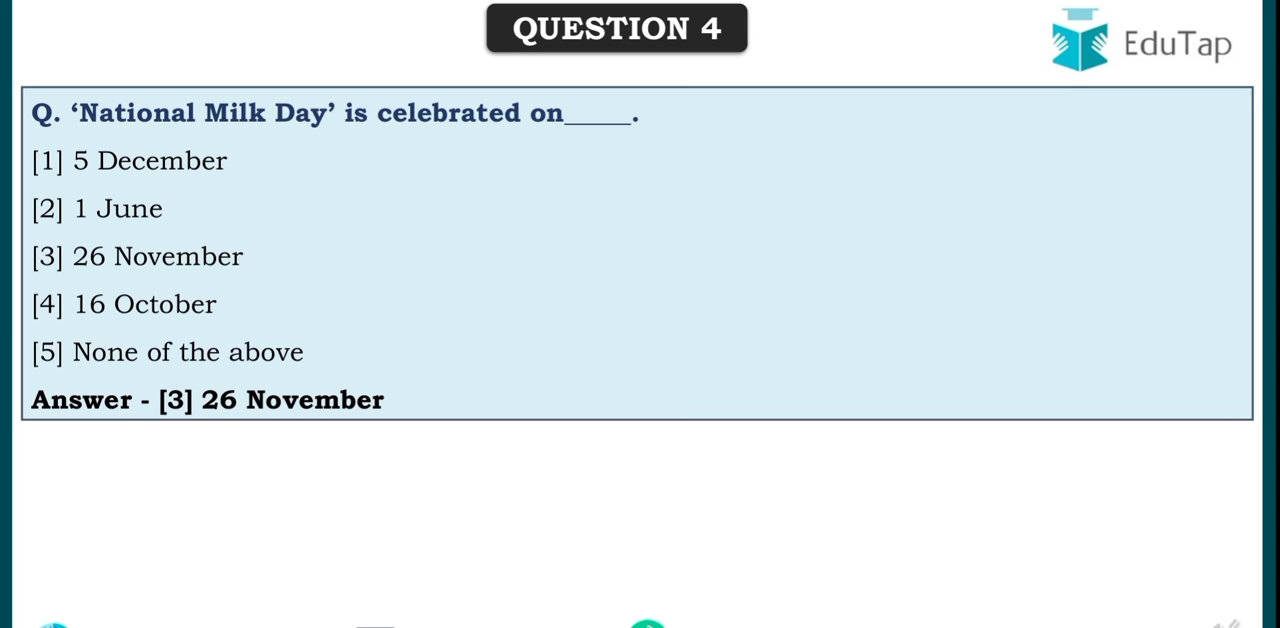 QUESTION 4
EduTap
Q. ‘National Milk Day’ is celebrated on_____.
[1] 5 December
[2] 1 June
[3] 26 November
[4] 16 October
[5] None of the above
Answer - [3] 26 November